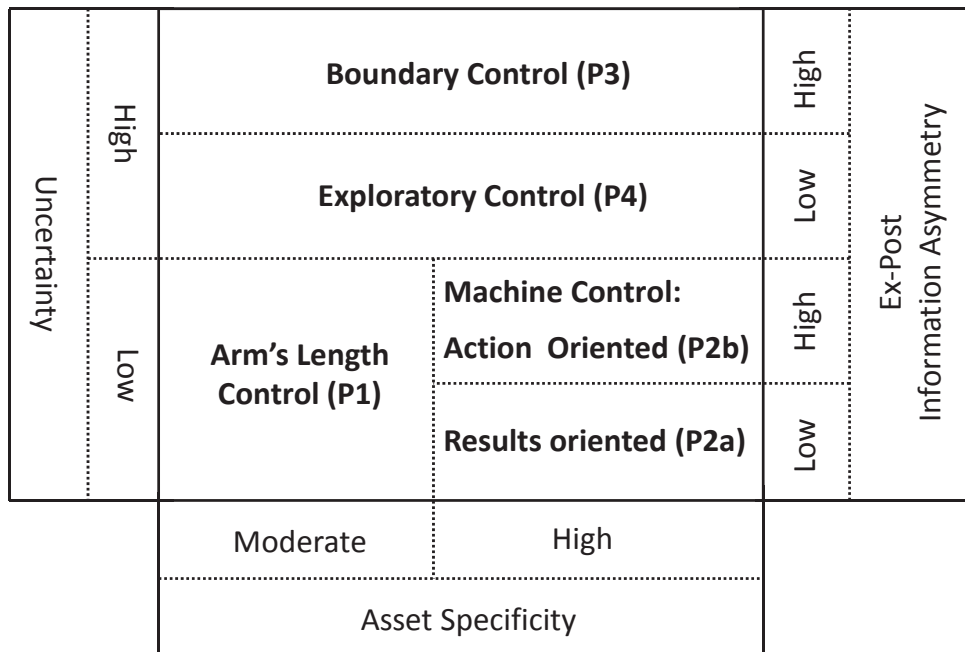 Uncertainty
High
Low
Boundary Control (P3)
Exploratory Control (P4)
Arm’s Length
Control (P1)
Machine Control:
Action Oriented (P2b)
Results oriented (P2a)
High
Low
High
Low
Ex-Post
Information Asymmetry
Moderate
High
Asset Specificity